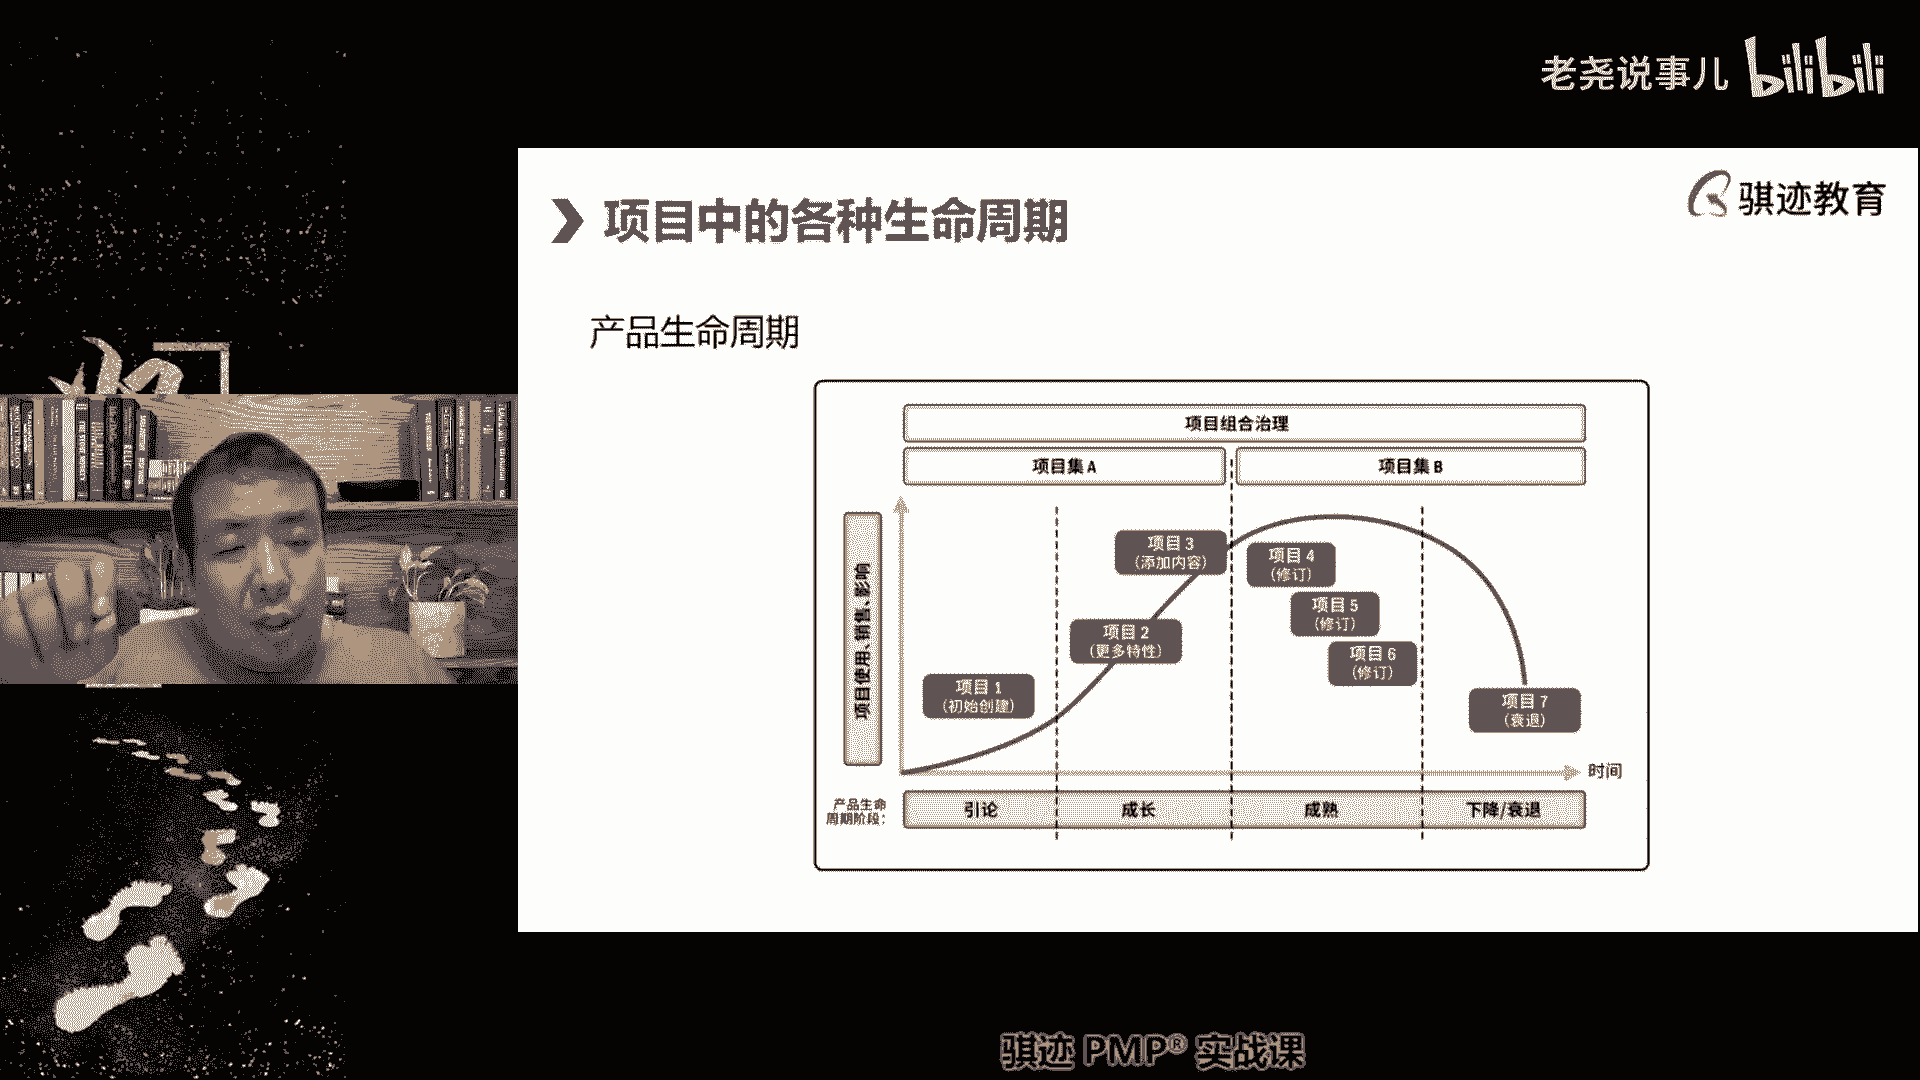 老尧说事儿 bilibili
骐迹教育
项目中的各种生命周期
产品生命周期
项目组合治理
项目集 A
项目集 B
项目使用、销售、影响
项目 3
（添加内容）
项目 4
（修订）
项目 5
（修订）
项目 2
（更多特性）
项目 6
（修订）
项目 1
（初始创建）
项目 7
（衰退）
时间
产品生命
周期阶段：
引论
成长
成熟
下降/衰退
骐迹 PMP® 实战课